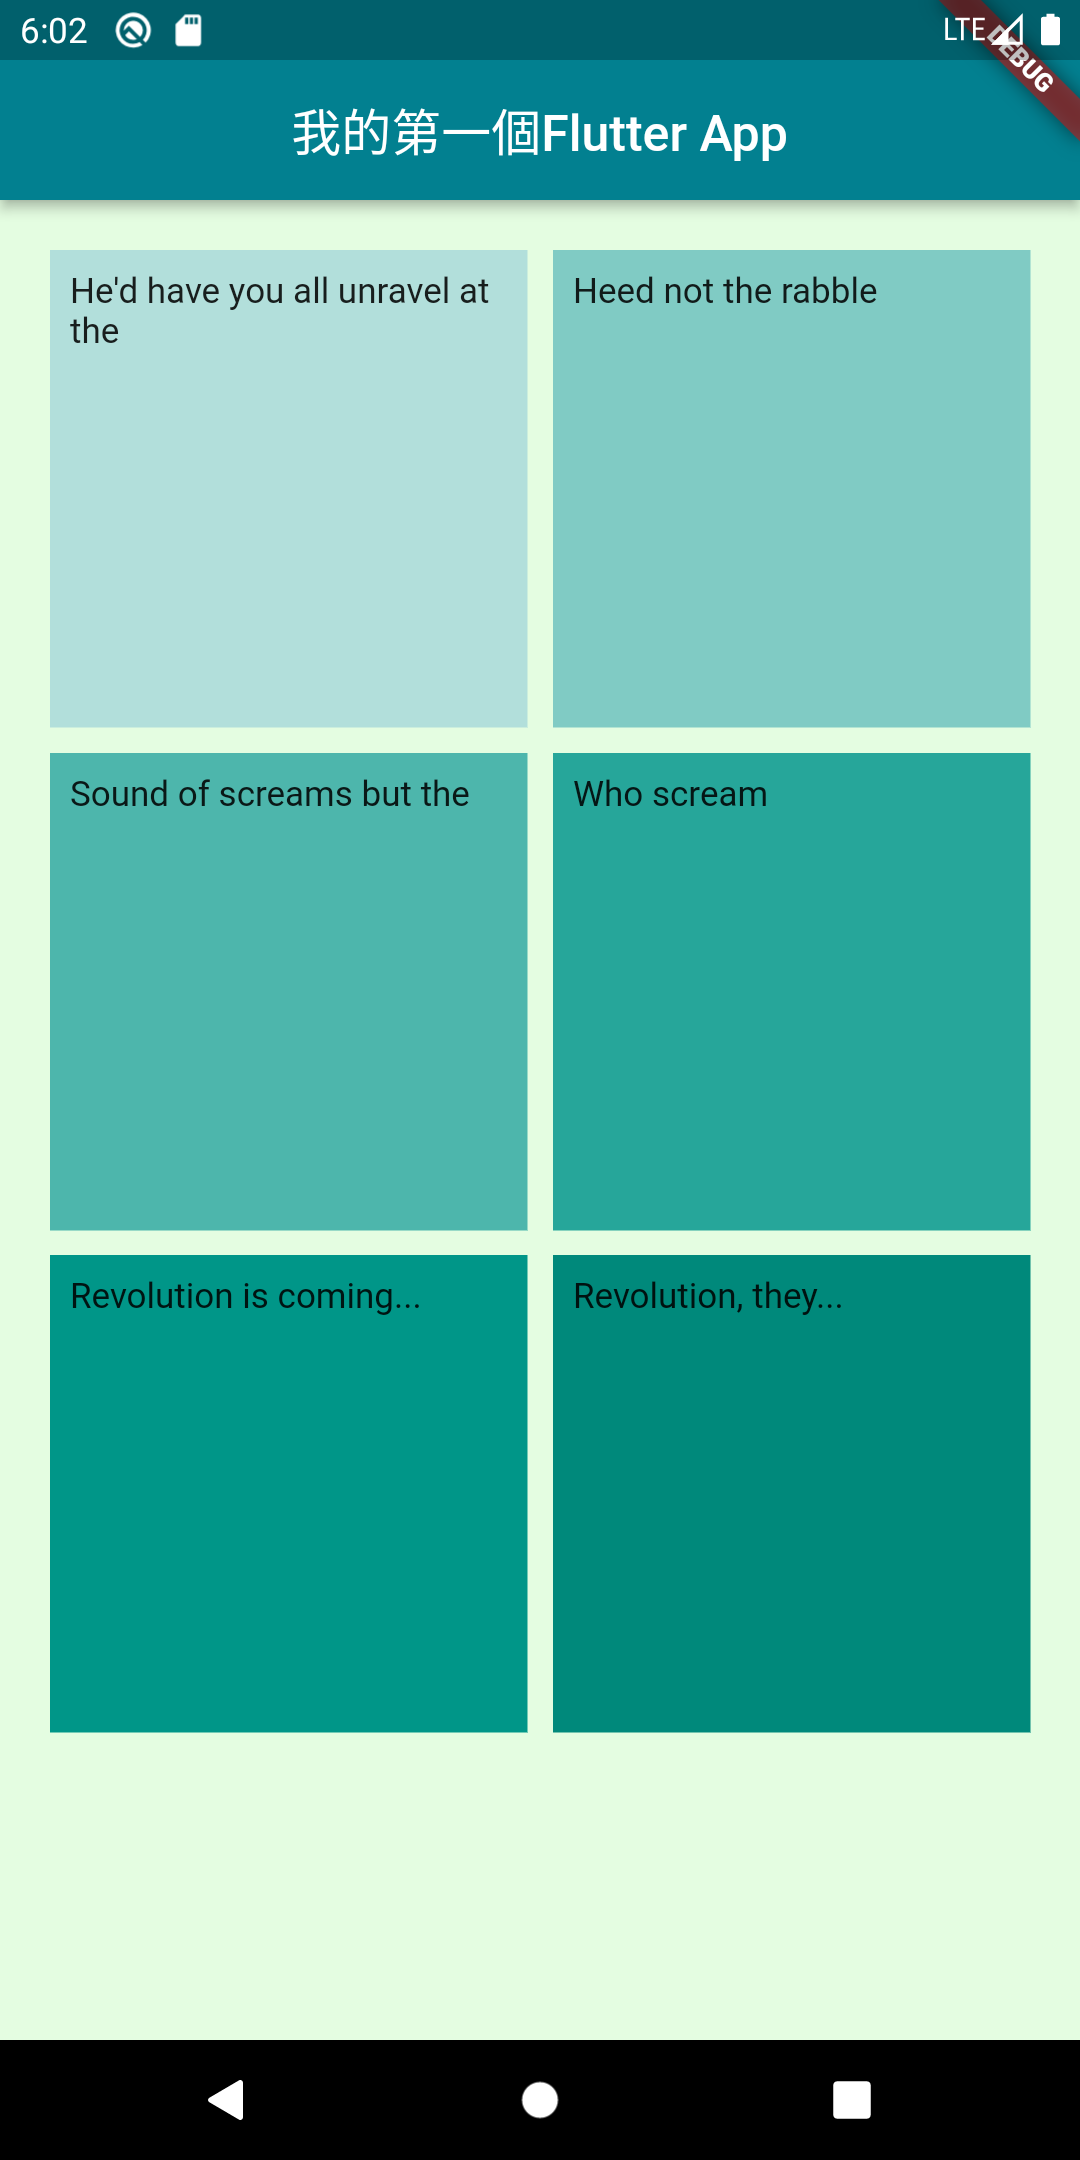 6:02
LTE
DEBUG
我的第一個Flutter App
He'd have you all unravel at
the
Heed not the rabble
Sound of screams but the
Who scream
Revolution is coming...
Revolution, they...